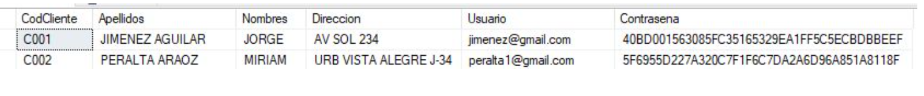 CodCliente Apellidos Nombres Direccion Usuario Contrasena
C001 JIMENEZ AGUILAR JORGE AV SOL 234 jimenez@gmail.com 40BD001563085FC35165329EA1FF5C5ECBDBBEEF
C002 PERALTA ARAOZ MIRIAM URB VISTA ALEGRE J-34 peralta1@gmail.com 5F6955D227A320C7F1F6C7DA2A6D96A851A8118F